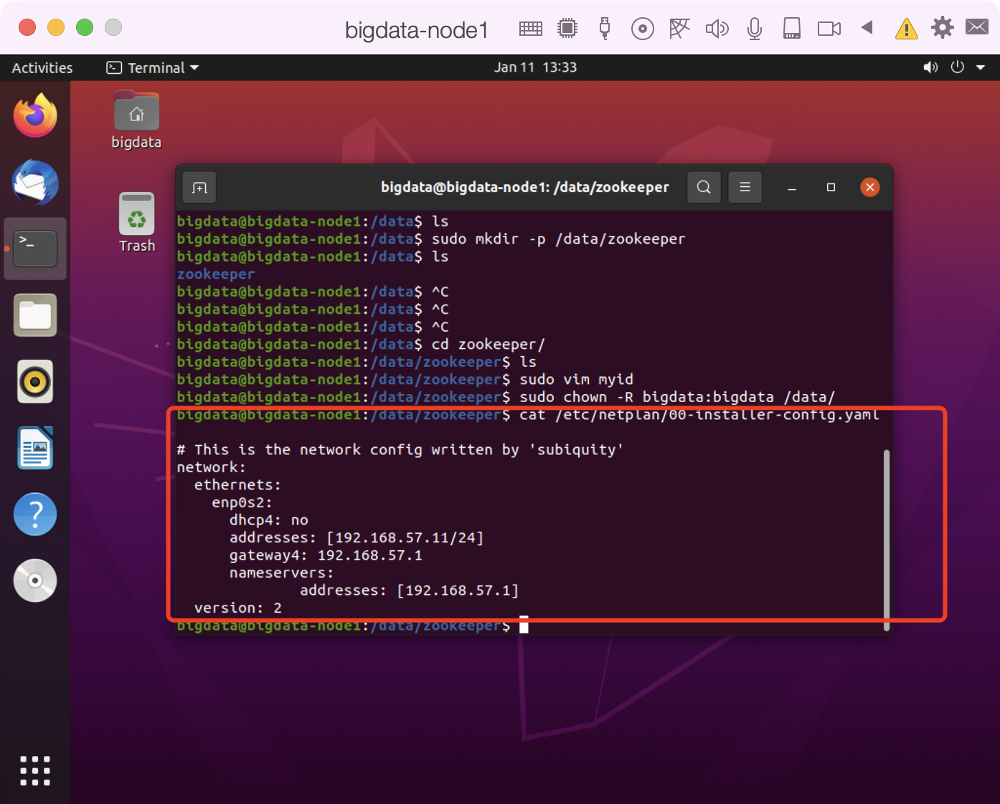 bigdata-node1
Activities
Terminal
Jan 11 13:33
bigdata
Trash
bigdata@bigdata-node1: /data/zookeeper
bigdata@bigdata-node1:/data$ ls
bigdata@bigdata-node1:/data$ sudo mkdir -p /data/zookeeper
bigdata@bigdata-node1:/data$ ls
zookeeper
bigdata@bigdata-node1:/data$ ^C
bigdata@bigdata-node1:/data$ ^C
bigdata@bigdata-node1:/data$ ^C
bigdata@bigdata-node1:/data$ cd zookeeper/
bigdata@bigdata-node1:/data/zookeeper$ ls
bigdata@bigdata-node1:/data/zookeeper$ sudo vim myid
bigdata@bigdata-node1:/data/zookeeper$ sudo chown -R bigdata:bigdata /data/
bigdata@bigdata-node1:/data/zookeeper$ cat /etc/netplan/00-installer-config.yaml
# This is the network config written by 'subiquity'
network:
  ethernets:
    enp0s2:
      dhcp4: no
      addresses: [192.168.57.11/24]
      gateway4: 192.168.57.1
      nameservers:
              addresses: [192.168.57.1]
  version: 2
bigdata@bigdata-node1:/data/zookeeper$